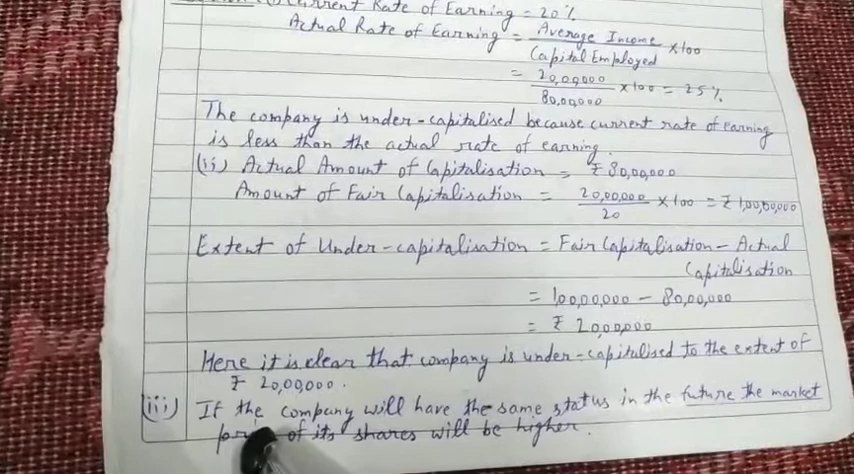 (i) Current Rate of Earning = 20%
Actual Rate of Earning = Average Income / Capital Employed × 100
= 20,00,000 / 80,00,000 × 100 = 25%
The company is under-capitalised because current rate of earning
is less than the actual rate of earning.
(ii) Actual Amount of Capitalisation = ₹ 80,00,000
Amount of Fair Capitalisation = 20,00,000 / 20 × 100 = ₹ 1,00,00,000
Extent of Under-capitalisation = Fair Capitalisation - Actual
Capitalisation
= 1,00,00,000 - 80,00,000
= ₹ 20,00,000
Here it is clear that company is under-capitalised to the extent of
₹ 20,00,000.
(iii) If the company will have the same status in the future the market
of its shares will be higher.